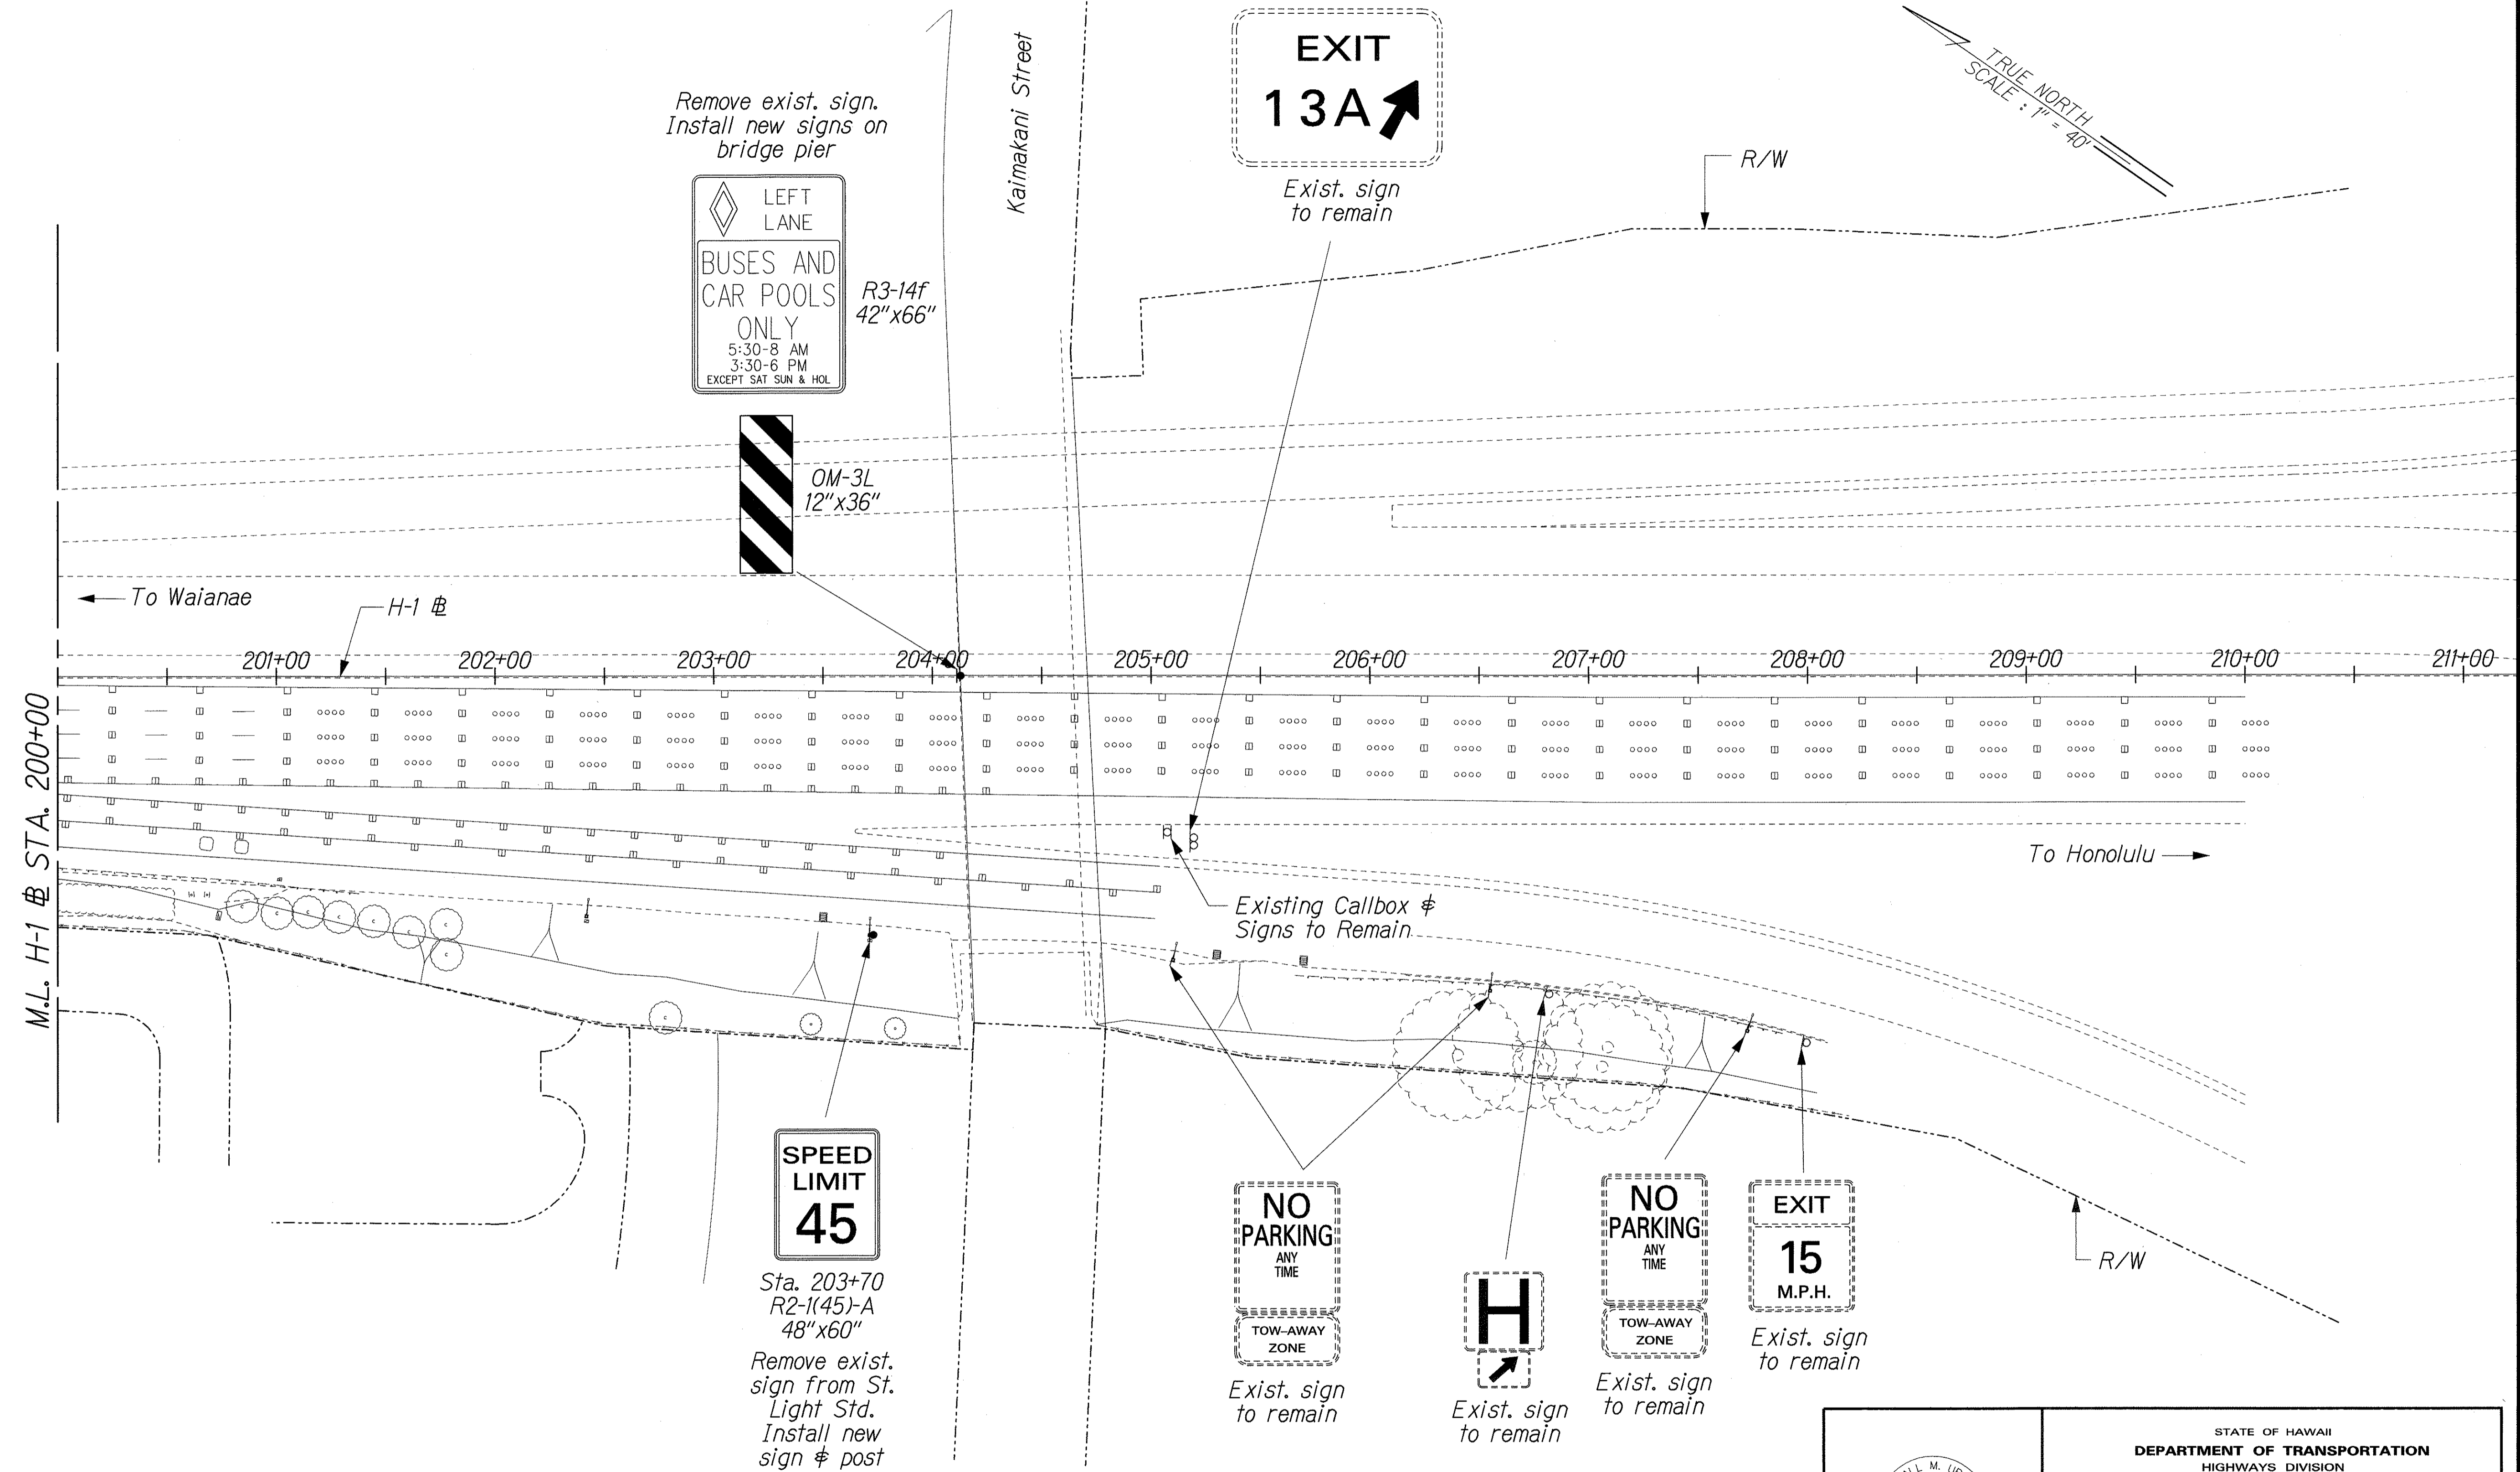 Remove exist. sign.
Install new signs on
bridge pier
LEFT
LANE
BUSES AND
CAR POOLS
ONLY
5:30-8 AM
3:30-6 PM
EXCEPT SAT SUN & HOL
R3-14f
42"x66"
OM-3L
12"x36"
Kaimakani Street
EXIT
13A
Exist. sign
to remain
R/W
TRUE NORTH
SCALE : 1" = 40'
To Waianae
H-1 BL
201+00 202+00 203+00 204+00 205+00 206+00 207+00 208+00 209+00 210+00 211+00
M.L. H-1 BL STA. 200+00
To Honolulu
Existing Callbox &
Signs to Remain
SPEED
LIMIT
45
Sta. 203+70
R2-1(45)-A
48"x60"
Remove exist.
sign from St.
Light Std.
Install new
sign & post
NO
PARKING
ANY
TIME
TOW-AWAY
ZONE
Exist. sign
to remain
H
Exist. sign
to remain
NO
PARKING
ANY
TIME
TOW-AWAY
ZONE
Exist. sign
to remain
EXIT
15
M.P.H.
Exist. sign
to remain
R/W
STATE OF HAWAII
DEPARTMENT OF TRANSPORTATION
HIGHWAYS DIVISION